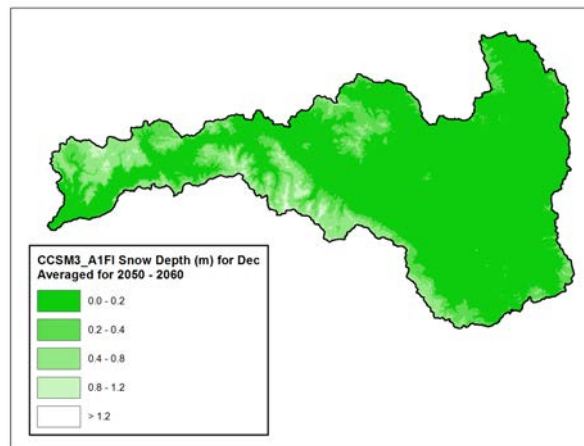 CCSM3_A1FI Snow Depth (m) for Dec
Averaged for 2050 - 2060
0.0 - 0.2
0.2 - 0.4
0.4 - 0.8
0.8 - 1.2
> 1.2